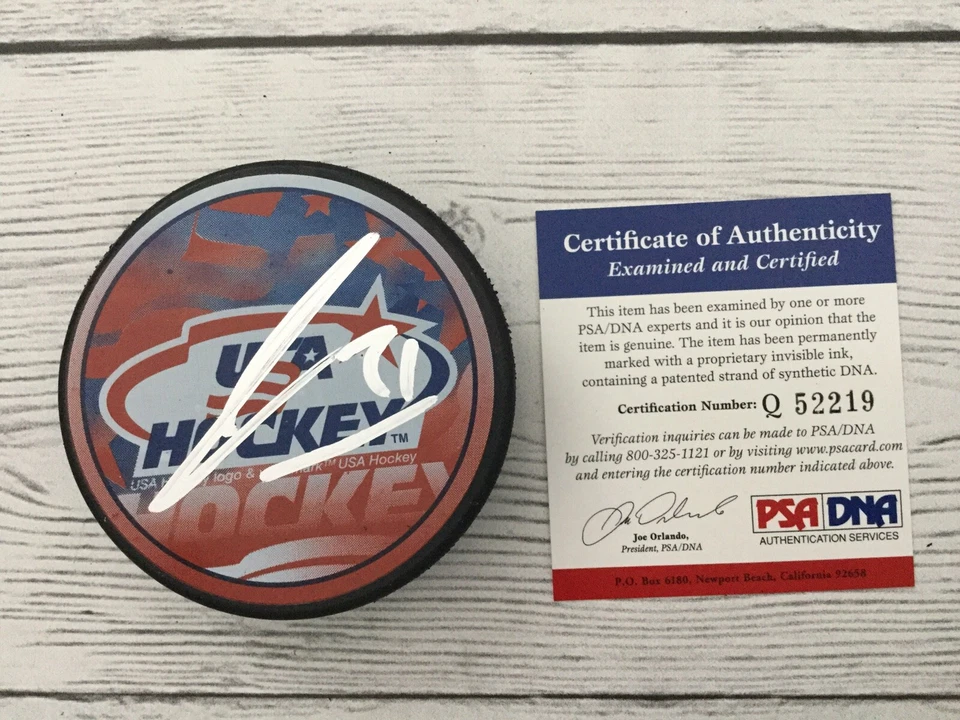 USA
HOCKEY™
USA H y logo & mark™ USA Hockey
HOCKEY
Certificate of Authenticity
Examined and Certified
This item has been examined by one or more
PSA/DNA experts and it is our opinion that the
item is genuine. The item has been permanently
marked with a proprietary invisible ink,
containing a patented strand of synthetic DNA.
Certification Number: Q 52219
Verification inquiries can be made to PSA/DNA
by calling 800-325-1121 or by visiting www.psacard.com
and entering the certification number indicated above.
Joe Orlando,
President, PSA/DNA
PSA DNA
AUTHENTICATION SERVICES
P.O. Box 6180, Newport Beach, California 92658